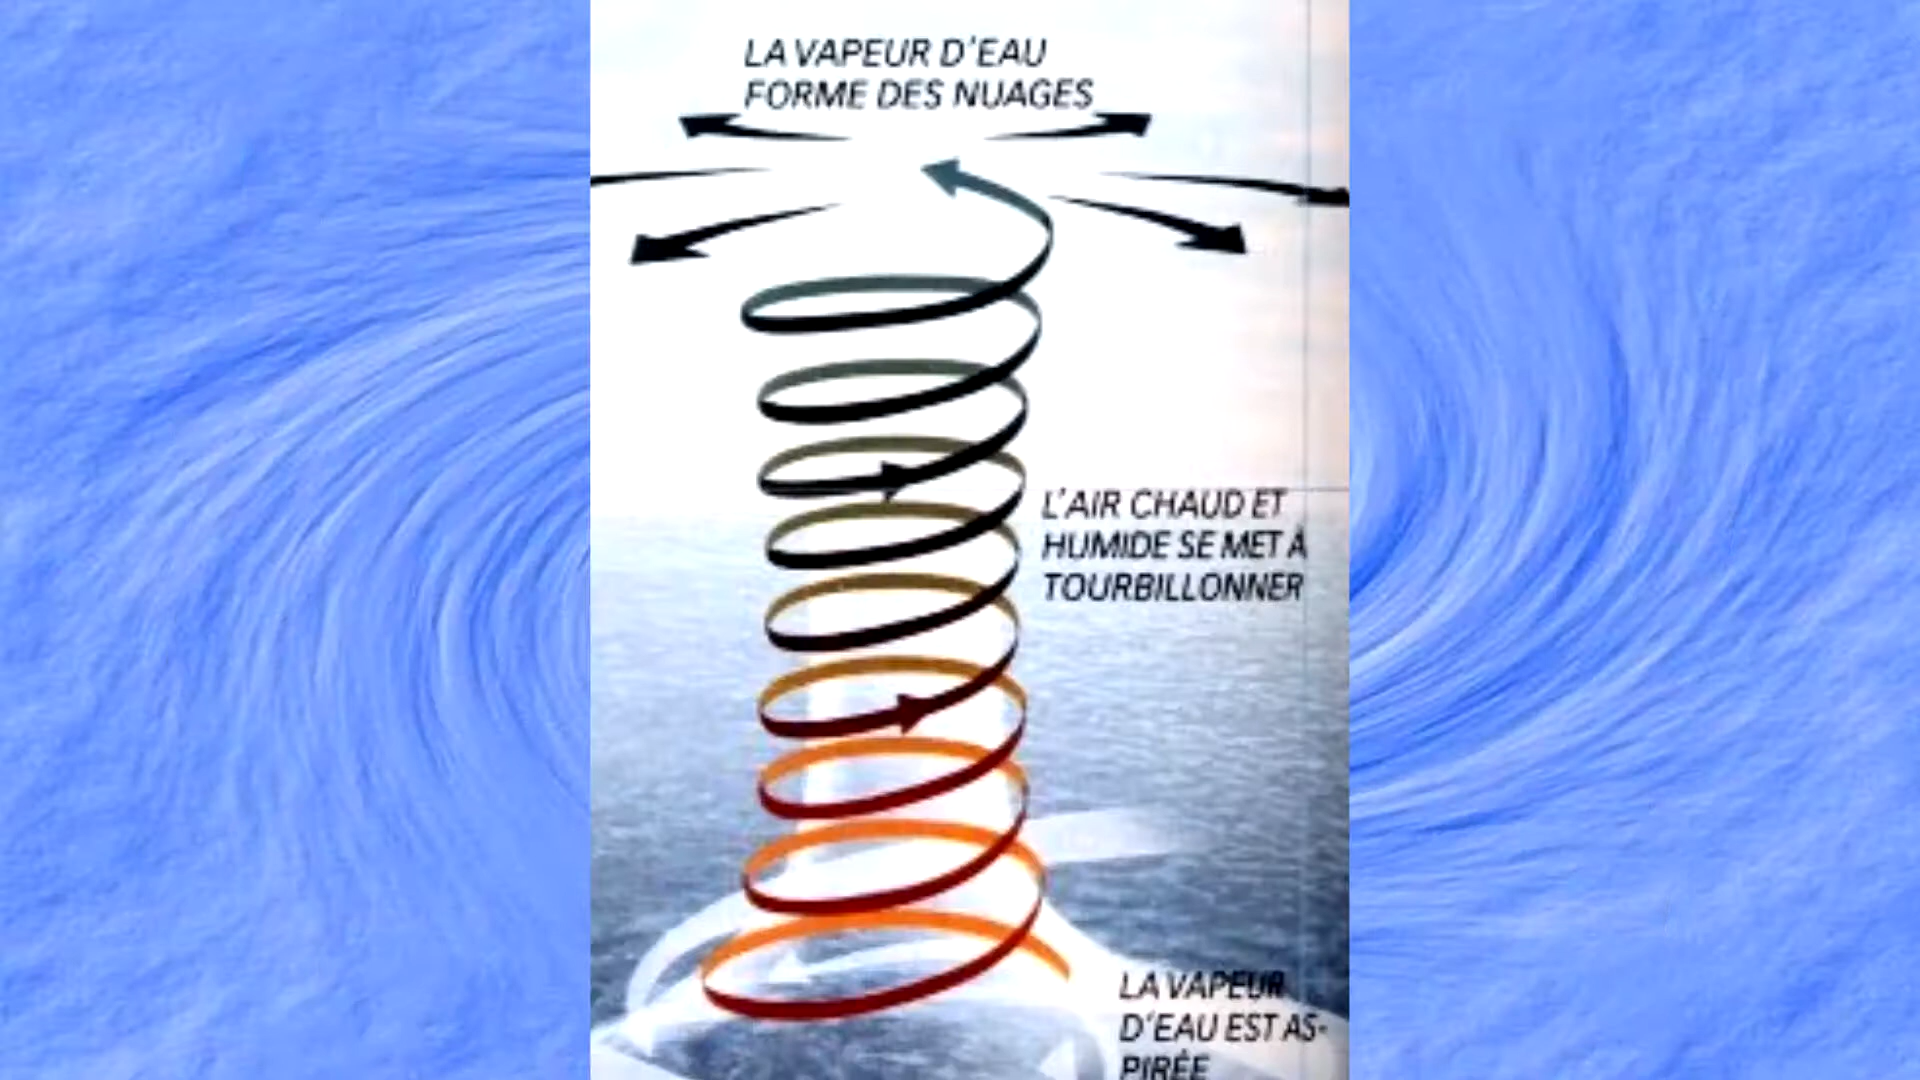 LA VAPEUR D'EAU
FORME DES NUAGES
L'AIR CHAUD ET
HUMIDE SE MET À
TOURBILLONNER
LA VAPEUR
D'EAU EST AS-
PIRÉE